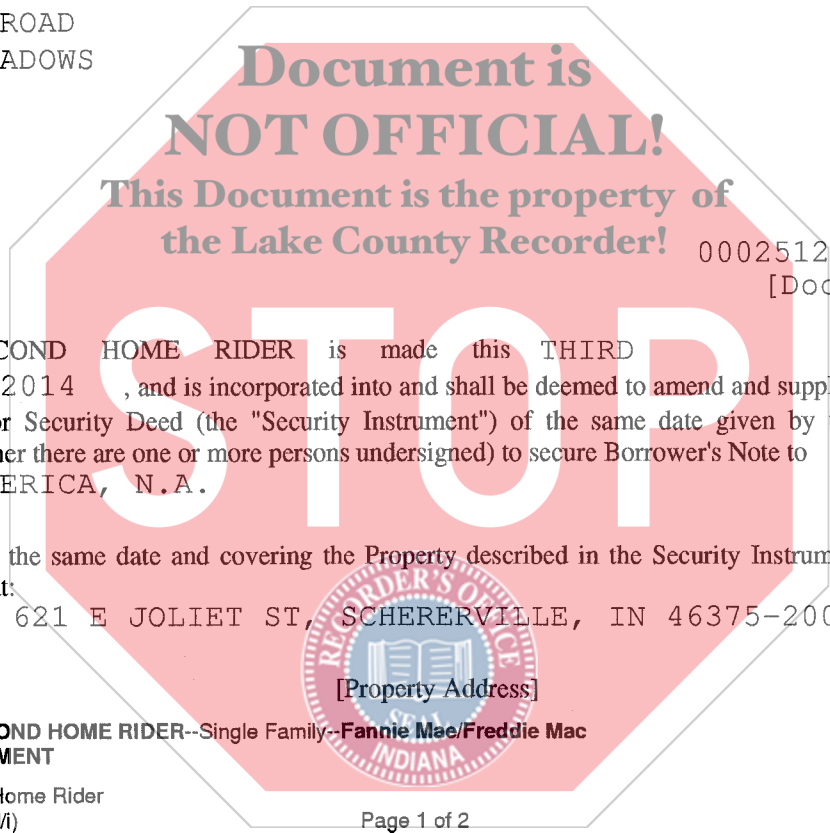 ROAD
ADOWS
Document is
NOT OFFICIAL!
This Document is the property of
the Lake County Recorder!
0002512
[Doc
STOP
COND HOME RIDER is made this THIRD
2014 , and is incorporated into and shall be deemed to amend and suppl
or Security Deed (the "Security Instrument") of the same date given by
er there are one or more persons undersigned) to secure Borrower's Note to
ERICA, N.A.
the same date and covering the Property described in the Security Instrum
t:
621 E JOLIET ST, SCHERERVILLE, IN 46375-200
RECORDER'S OFFICE
SEAL
INDIANA
[Property Address]
OND HOME RIDER--Single Family--Fannie Mae/Freddie Mac
MENT
Home Rider
/i)
Page 1 of 2